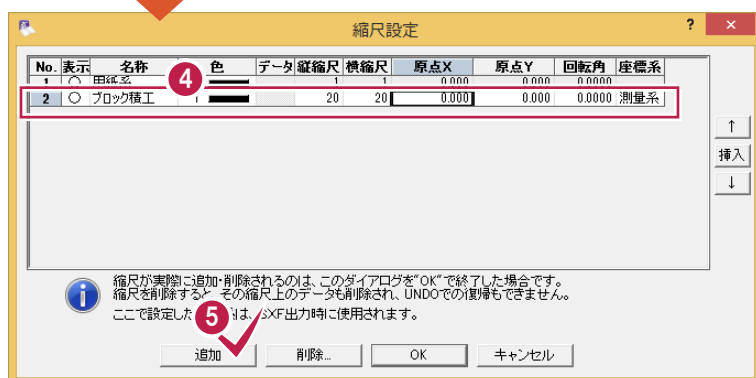 縮尺設定
? ×
No. 表示 名称 色 データ 縦縮尺 横縮尺 原点X 原点Y 回転角 座標系
1 ○ 用紙系 1 1 0.000 0.000 0.0000
4
2 ○ ブロック積工 1 20 20 0.000 0.000 0.0000 測量系
↑
挿入
↓
縮尺が実際に追加・削除されるのは、このダイアログを"OK"で終了した場合です。
縮尺を削除すると、その縮尺上のデータも削除され、UNDOでの復帰もできません。
ここで設定した は、SXF出力時に使用されます。
5
追加 削除... OK キャンセル